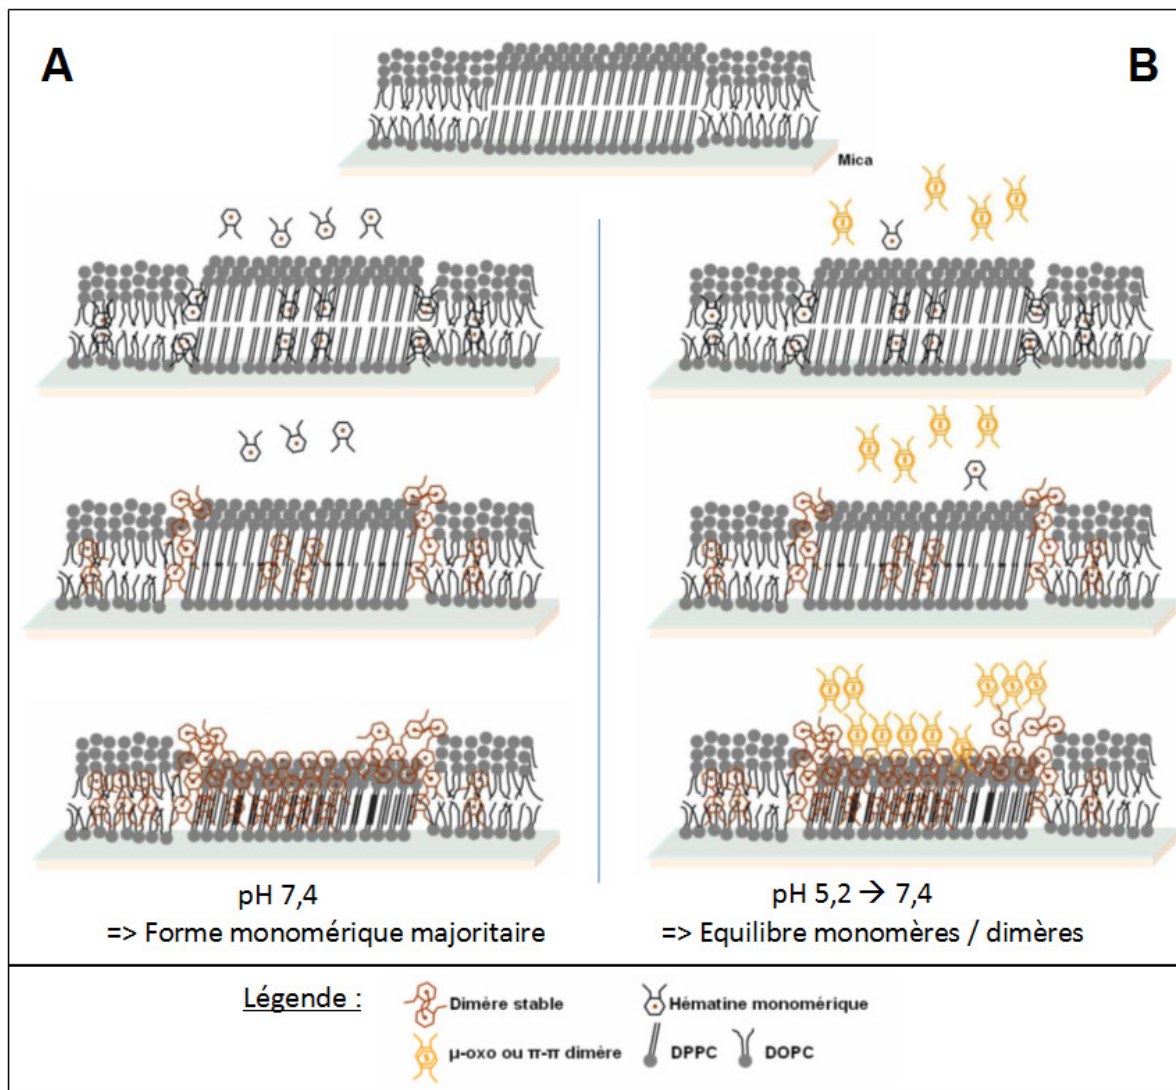 A
B
Mica
pH 7,4
=> Forme monomérique majoritaire
pH 5,2 → 7,4
=> Equilibre monomères / dimères
Légende :
Dimère stable
Hématine monomérique
µ-oxo ou π-π dimère
DPPC
DOPC